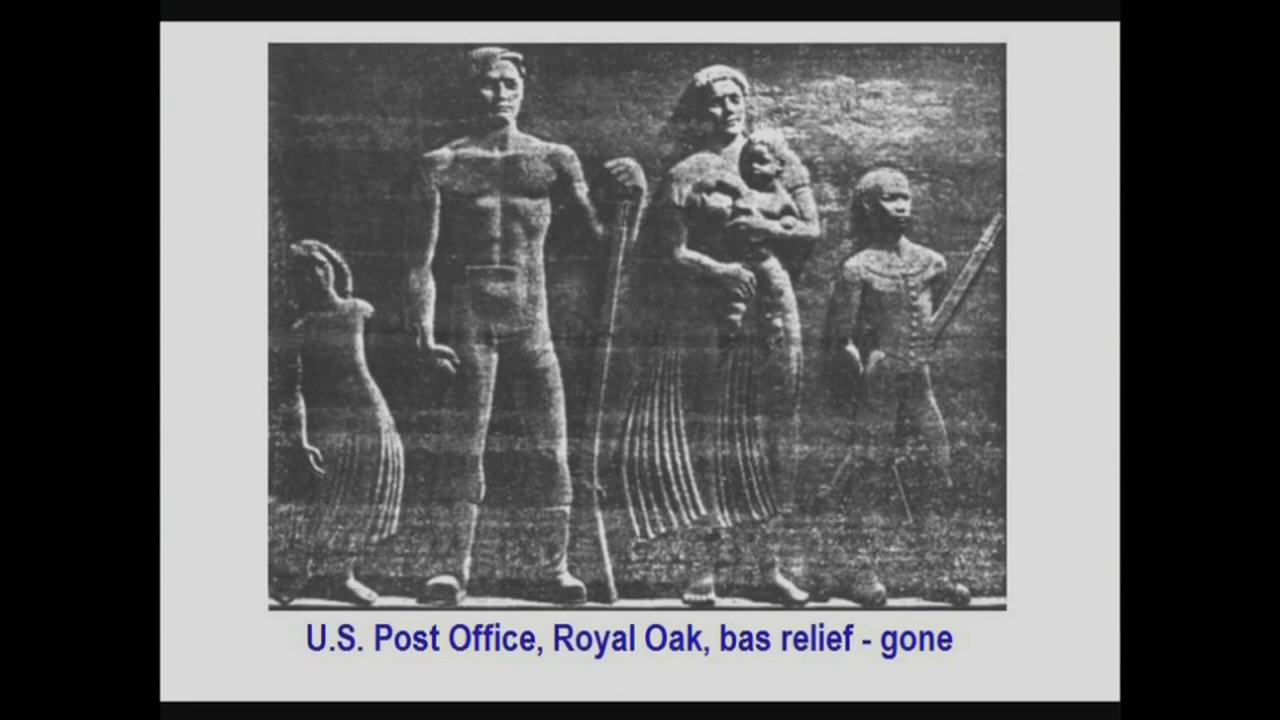 U.S. Post Office, Royal Oak, bas relief - gone